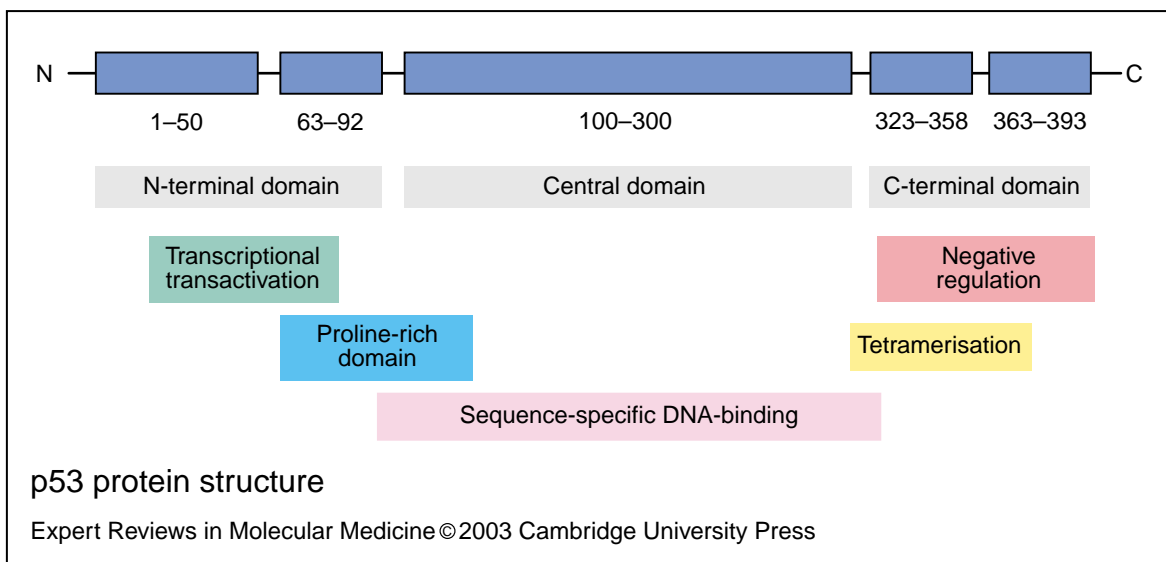 N C
1–50 63–92 100–300 323–358 363–393
N-terminal domain Central domain C-terminal domain
Transcriptional
transactivation
Negative
regulation
Proline-rich
domain
Tetramerisation
Sequence-specific DNA-binding
p53 protein structure
Expert Reviews in Molecular Medicine © 2003 Cambridge University Press